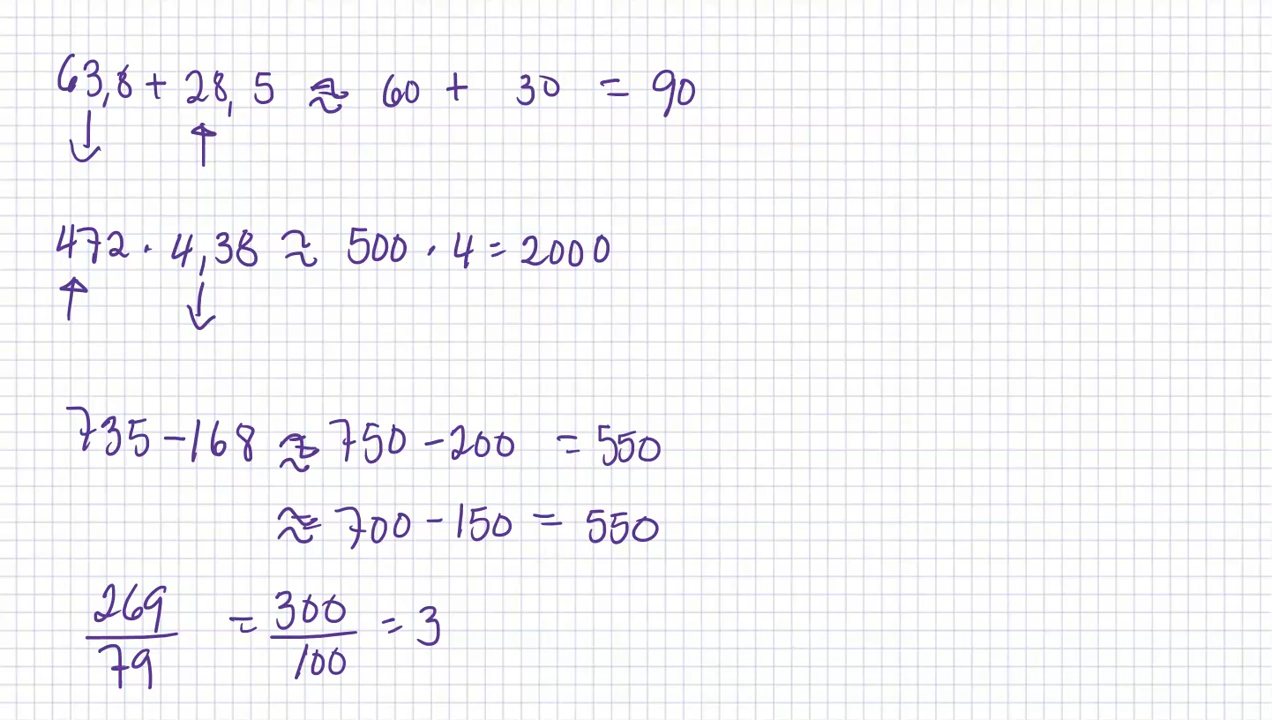 63,8 + 28,5 ≈ 60 + 30 = 90
472 · 4,38 ≈ 500 · 4 = 2000
735 - 168 ≈ 750 - 200 = 550
≈ 700 - 150 = 550
269/79 = 300/100 = 3